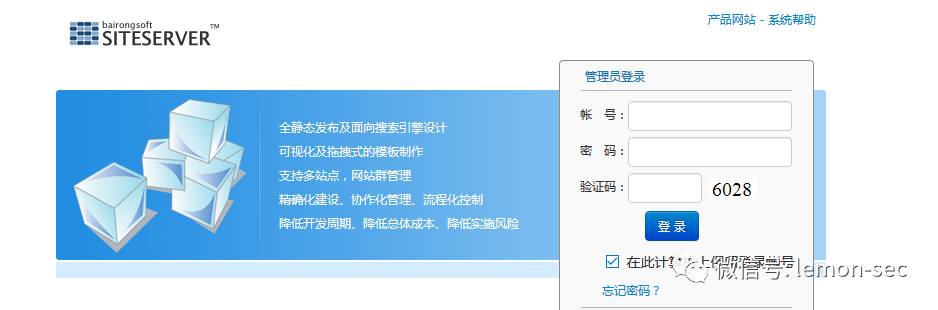 bairongsoft
SITESERVER™
产品网站 - 系统帮助
全静态发布及面向搜索引擎设计
可视化及拖拽式的模板制作
支持多站点，网站群管理
精确化建设、协作化管理、流程化控制
降低开发周期、降低总体成本、降低实施风险
管理员登录
帐 号：
密 码：
验证码： 6028
登 录
在此计算机上保留登录帐号
忘记密码？
微信号: lemon-sec